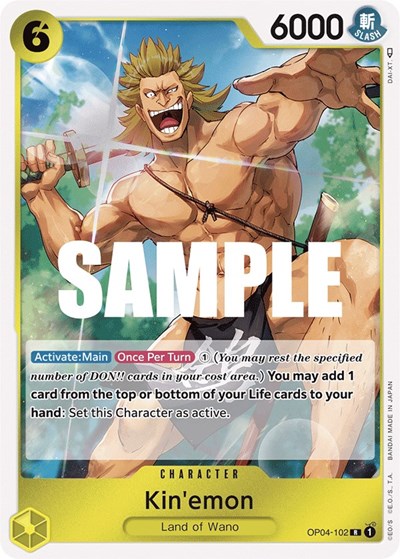 6
6000
斬
SLASH
DAI-XT.
SAMPLE
Activate:Main Once Per Turn ① (You may rest the specified
number of DON!! cards in your cost area.) You may add 1
card from the top or bottom of your Life cards to your
hand: Set this Character as active.
CHARACTER
Kin'emon
Land of Wano
OP04-102 R 1
©E.O/S ©E.O./S., T.A. BANDAI MADE IN JAPAN